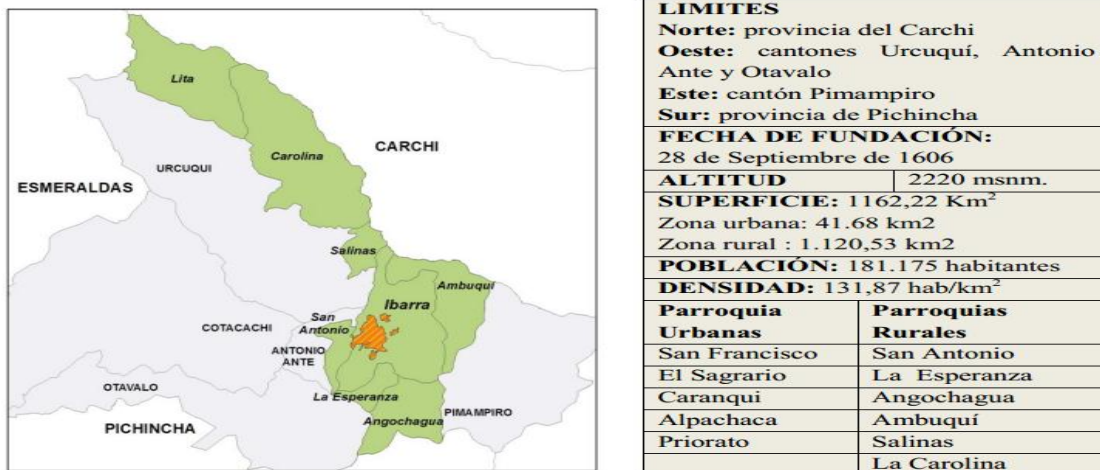 Lita
CARCHI
Carolina
URCUQUI
ESMERALDAS
Salinas
Ambuquí
Ibarra
San
Antonio
COTACACHI
ANTONIO
ANTE
OTAVALO
La Esperanza
PIMAMPIRO
Angochagua
PICHINCHA
LIMITES
Norte: provincia del Carchi
Oeste: cantones Urcuquí, Antonio
Ante y Otavalo
Este: cantón Pimampiro
Sur: provincia de Pichincha
FECHA DE FUNDACIÓN:
28 de Septiembre de 1606
ALTITUD 2220 msnm.
SUPERFICIE: 1162,22 Km²
Zona urbana: 41.68 km2
Zona rural : 1.120,53 km2
POBLACIÓN: 181.175 habitantes
DENSIDAD: 131,87 hab/km²
Parroquia Parroquias
Urbanas Rurales
San Francisco San Antonio
El Sagrario La Esperanza
Caranqui Angochagua
Alpachaca Ambuquí
Priorato Salinas
La Carolina